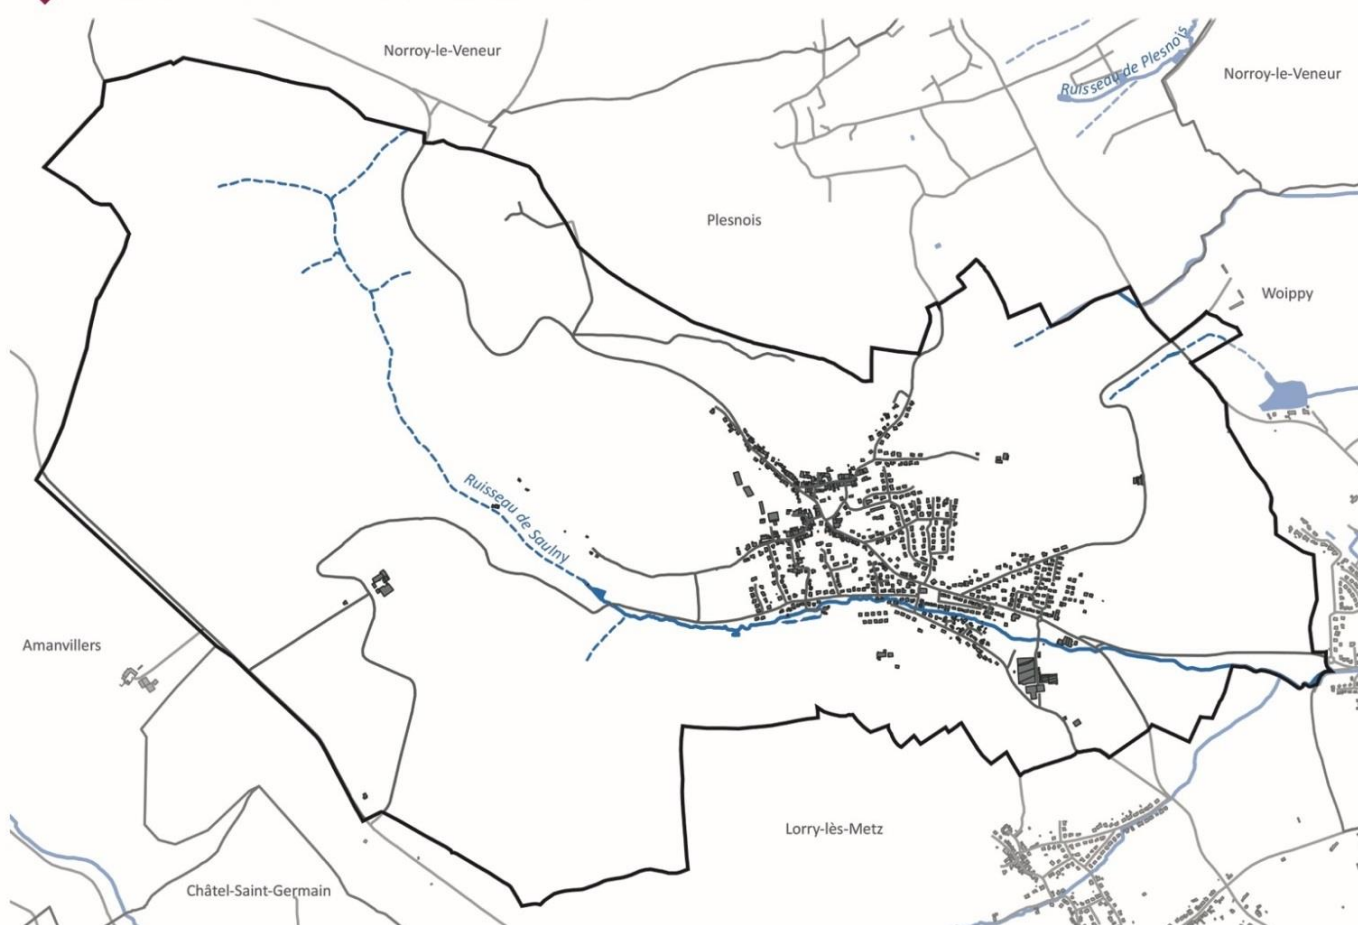 Norroy-le-Veneur
Ruisseau de Plesnois
Norroy-le-Veneur
Plesnois
Woippy
Ruisseau de Saulny
Amanvillers
Lorry-lès-Metz
Châtel-Saint-Germain